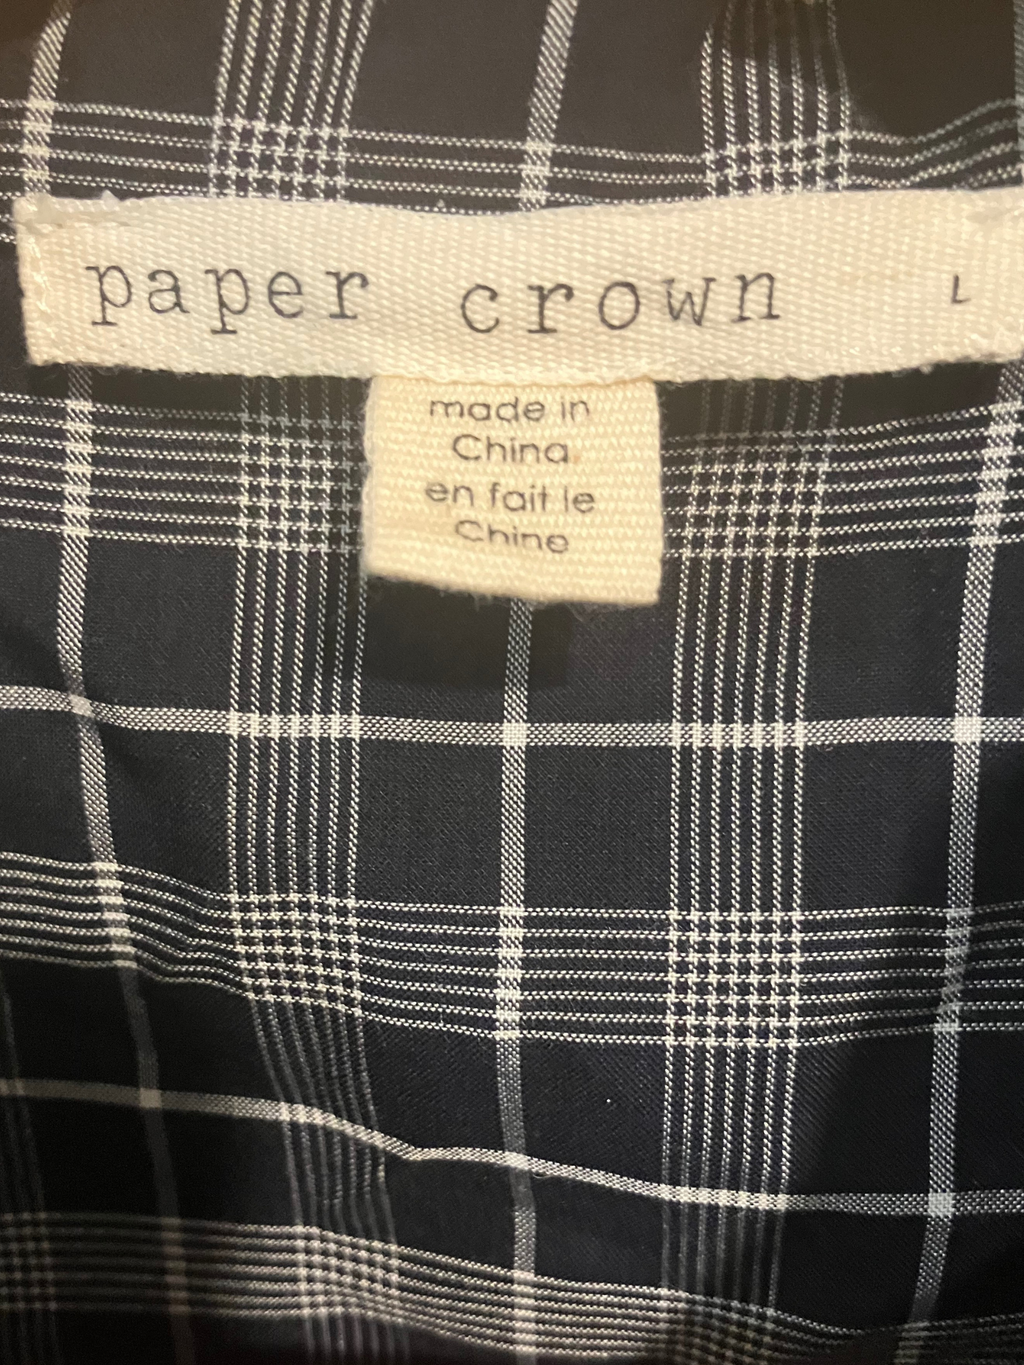 paper crown L
made in
China
en fait le
Chine